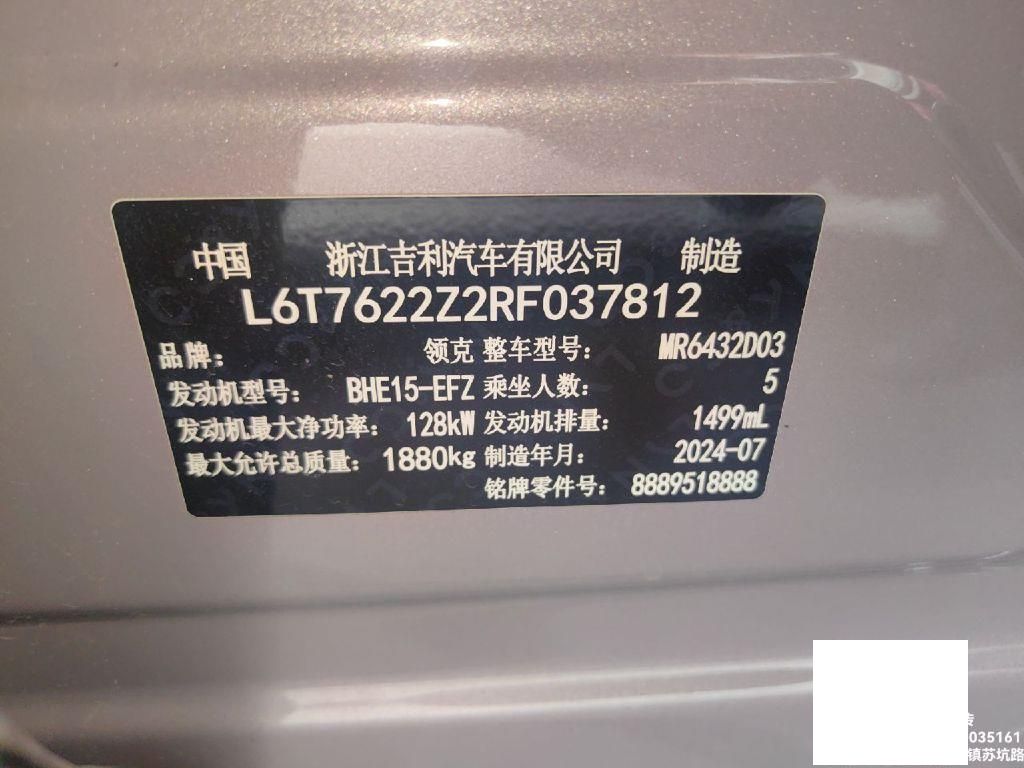 中国 浙江吉利汽车有限公司 制造
L6T7622Z2RF037812
品牌： 领克 整车型号： MR6432D03
发动机型号： BHE15-EFZ 乘坐人数： 5
发动机最大净功率： 128kW 发动机排量： 1499mL
最大允许总质量： 1880kg 制造年月： 2024-07
铭牌零件号： 8889518888
传
035161
镇苏坑路